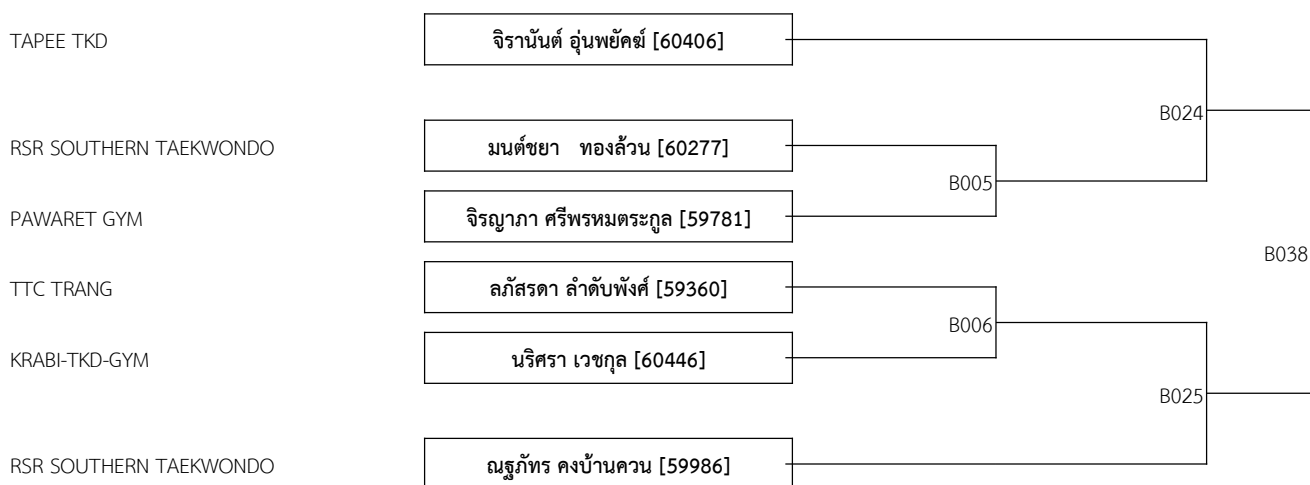 TAPEE TKD
จิรานันต์ อุ่นพยัคฆ์ [60406]
B024
RSR SOUTHERN TAEKWONDO
มนต์ชยา ทองล้วน [60277]
B005
PAWARET GYM
จิรญาภา ศรีพรหมตระกูล [59781]
B038
TTC TRANG
ลภัสรดา ลำดับพังศ์ [59360]
B006
KRABI-TKD-GYM
นริศรา เวชกุล [60446]
B025
RSR SOUTHERN TAEKWONDO
ณฐภัทร คงบ้านควน [59986]